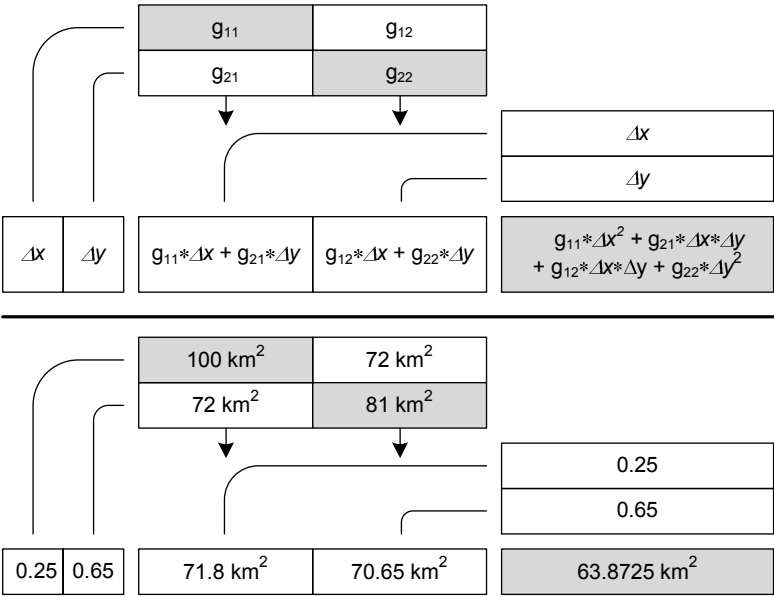 g₁₁ g₁₂
g₂₁ g₂₂
Δx
Δy
Δx Δy g₁₁*Δx + g₂₁*Δy g₁₂*Δx + g₂₂*Δy g₁₁*Δx² + g₂₁*Δx*Δy
+ g₁₂*Δx*Δy + g₂₂*Δy²
100 km² 72 km²
72 km² 81 km²
0.25
0.65
0.25 0.65 71.8 km² 70.65 km² 63.8725 km²